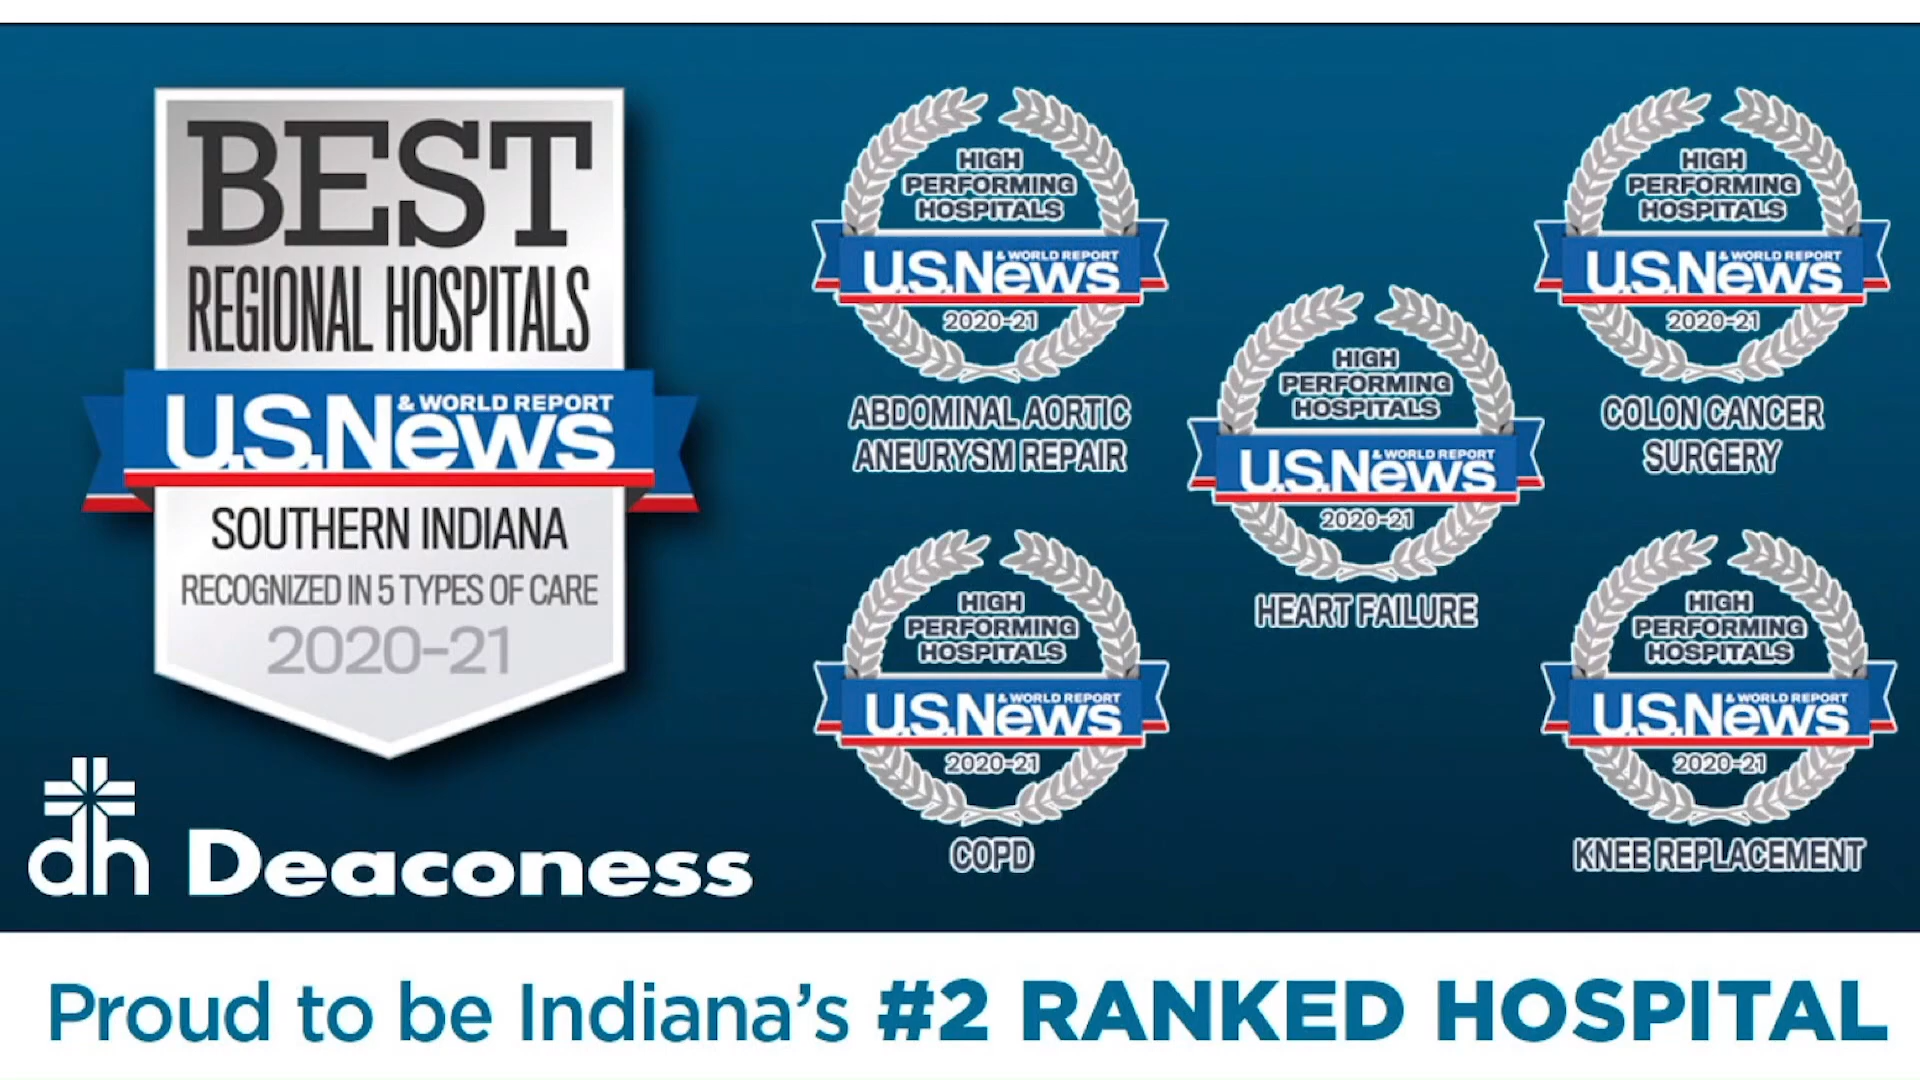 BEST
REGIONAL HOSPITALS
U.S.News & WORLD REPORT
SOUTHERN INDIANA
RECOGNIZED IN 5 TYPES OF CARE
2020-21
HIGH
PERFORMING
HOSPITALS
U.S.News & WORLD REPORT
2020-21
ABDOMINAL AORTIC
ANEURYSM REPAIR
HIGH
PERFORMING
HOSPITALS
U.S.News & WORLD REPORT
2020-21
COLON CANCER
SURGERY
HIGH
PERFORMING
HOSPITALS
U.S.News & WORLD REPORT
2020-21
HEART FAILURE
HIGH
PERFORMING
HOSPITALS
U.S.News & WORLD REPORT
2020-21
COPD
HIGH
PERFORMING
HOSPITALS
U.S.News & WORLD REPORT
2020-21
KNEE REPLACEMENT
dh Deaconess
Proud to be Indiana's #2 RANKED HOSPITAL